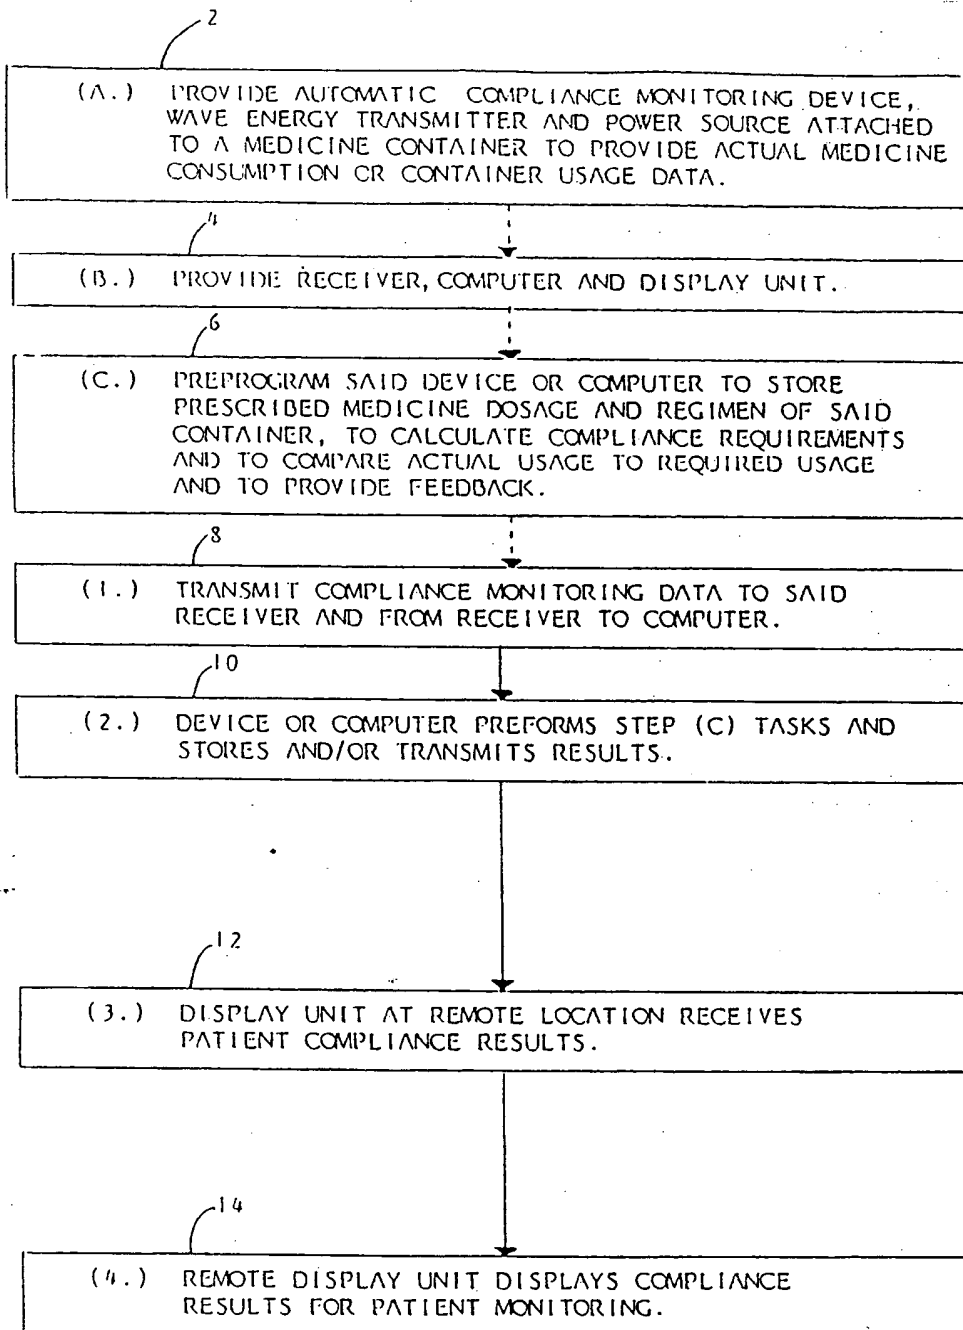 2
(A.) PROVIDE AUTOMATIC COMPLIANCE MONITORING DEVICE,
WAVE ENERGY TRANSMITTER AND POWER SOURCE ATTACHED
TO A MEDICINE CONTAINER TO PROVIDE ACTUAL MEDICINE
CONSUMPTION OR CONTAINER USAGE DATA.
4
(B.) PROVIDE RECEIVER, COMPUTER AND DISPLAY UNIT.
6
(C.) PREPROGRAM SAID DEVICE OR COMPUTER TO STORE
PRESCRIBED MEDICINE DOSAGE AND REGIMEN OF SAID
CONTAINER, TO CALCULATE COMPLIANCE REQUIREMENTS
AND TO COMPARE ACTUAL USAGE TO REQUIRED USAGE
AND TO PROVIDE FEEDBACK.
8
(1.) TRANSMIT COMPLIANCE MONITORING DATA TO SAID
RECEIVER AND FROM RECEIVER TO COMPUTER.
10
(2.) DEVICE OR COMPUTER PREFORMS STEP (C) TASKS AND
STORES AND/OR TRANSMITS RESULTS.
12
(3.) DISPLAY UNIT AT REMOTE LOCATION RECEIVES
PATIENT COMPLIANCE RESULTS.
14
(4.) REMOTE DISPLAY UNIT DISPLAYS COMPLIANCE
RESULTS FOR PATIENT MONITORING.